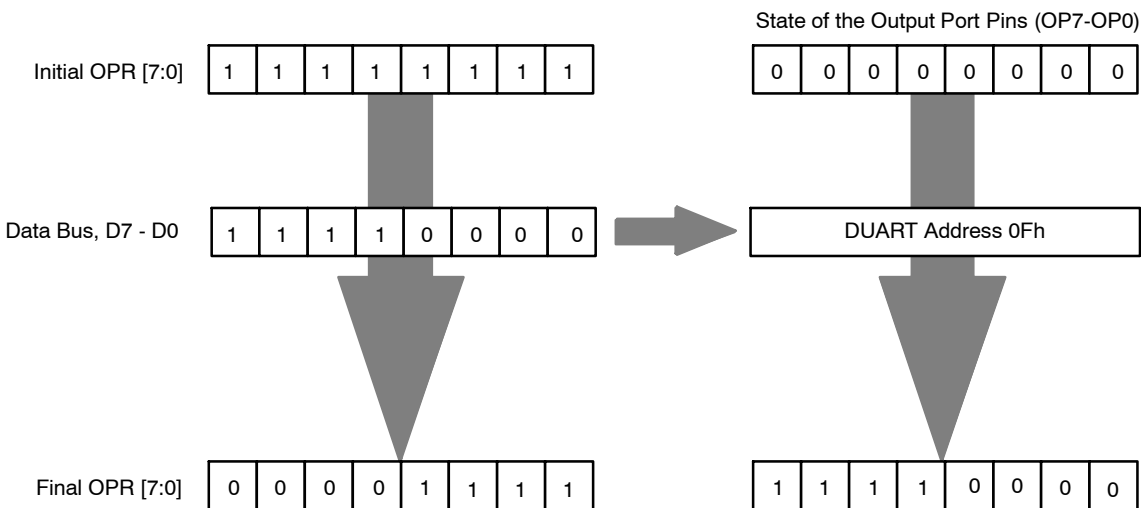 State of the Output Port Pins (OP7-OP0)
Initial OPR [7:0] 1 1 1 1 1 1 1 1 0 0 0 0 0 0 0 0
Data Bus, D7 - D0 1 1 1 1 0 0 0 0 DUART Address 0Fh
Final OPR [7:0] 0 0 0 0 1 1 1 1 1 1 1 1 0 0 0 0